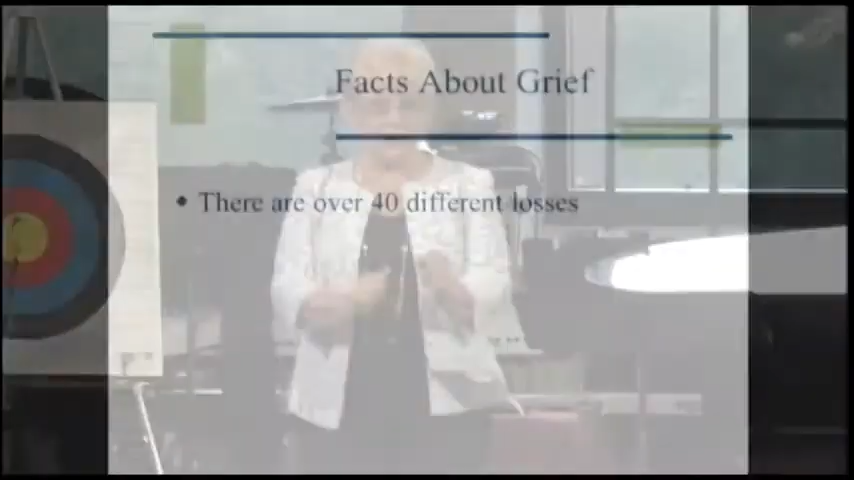 Facts About Grief
• There are over 40 different losses